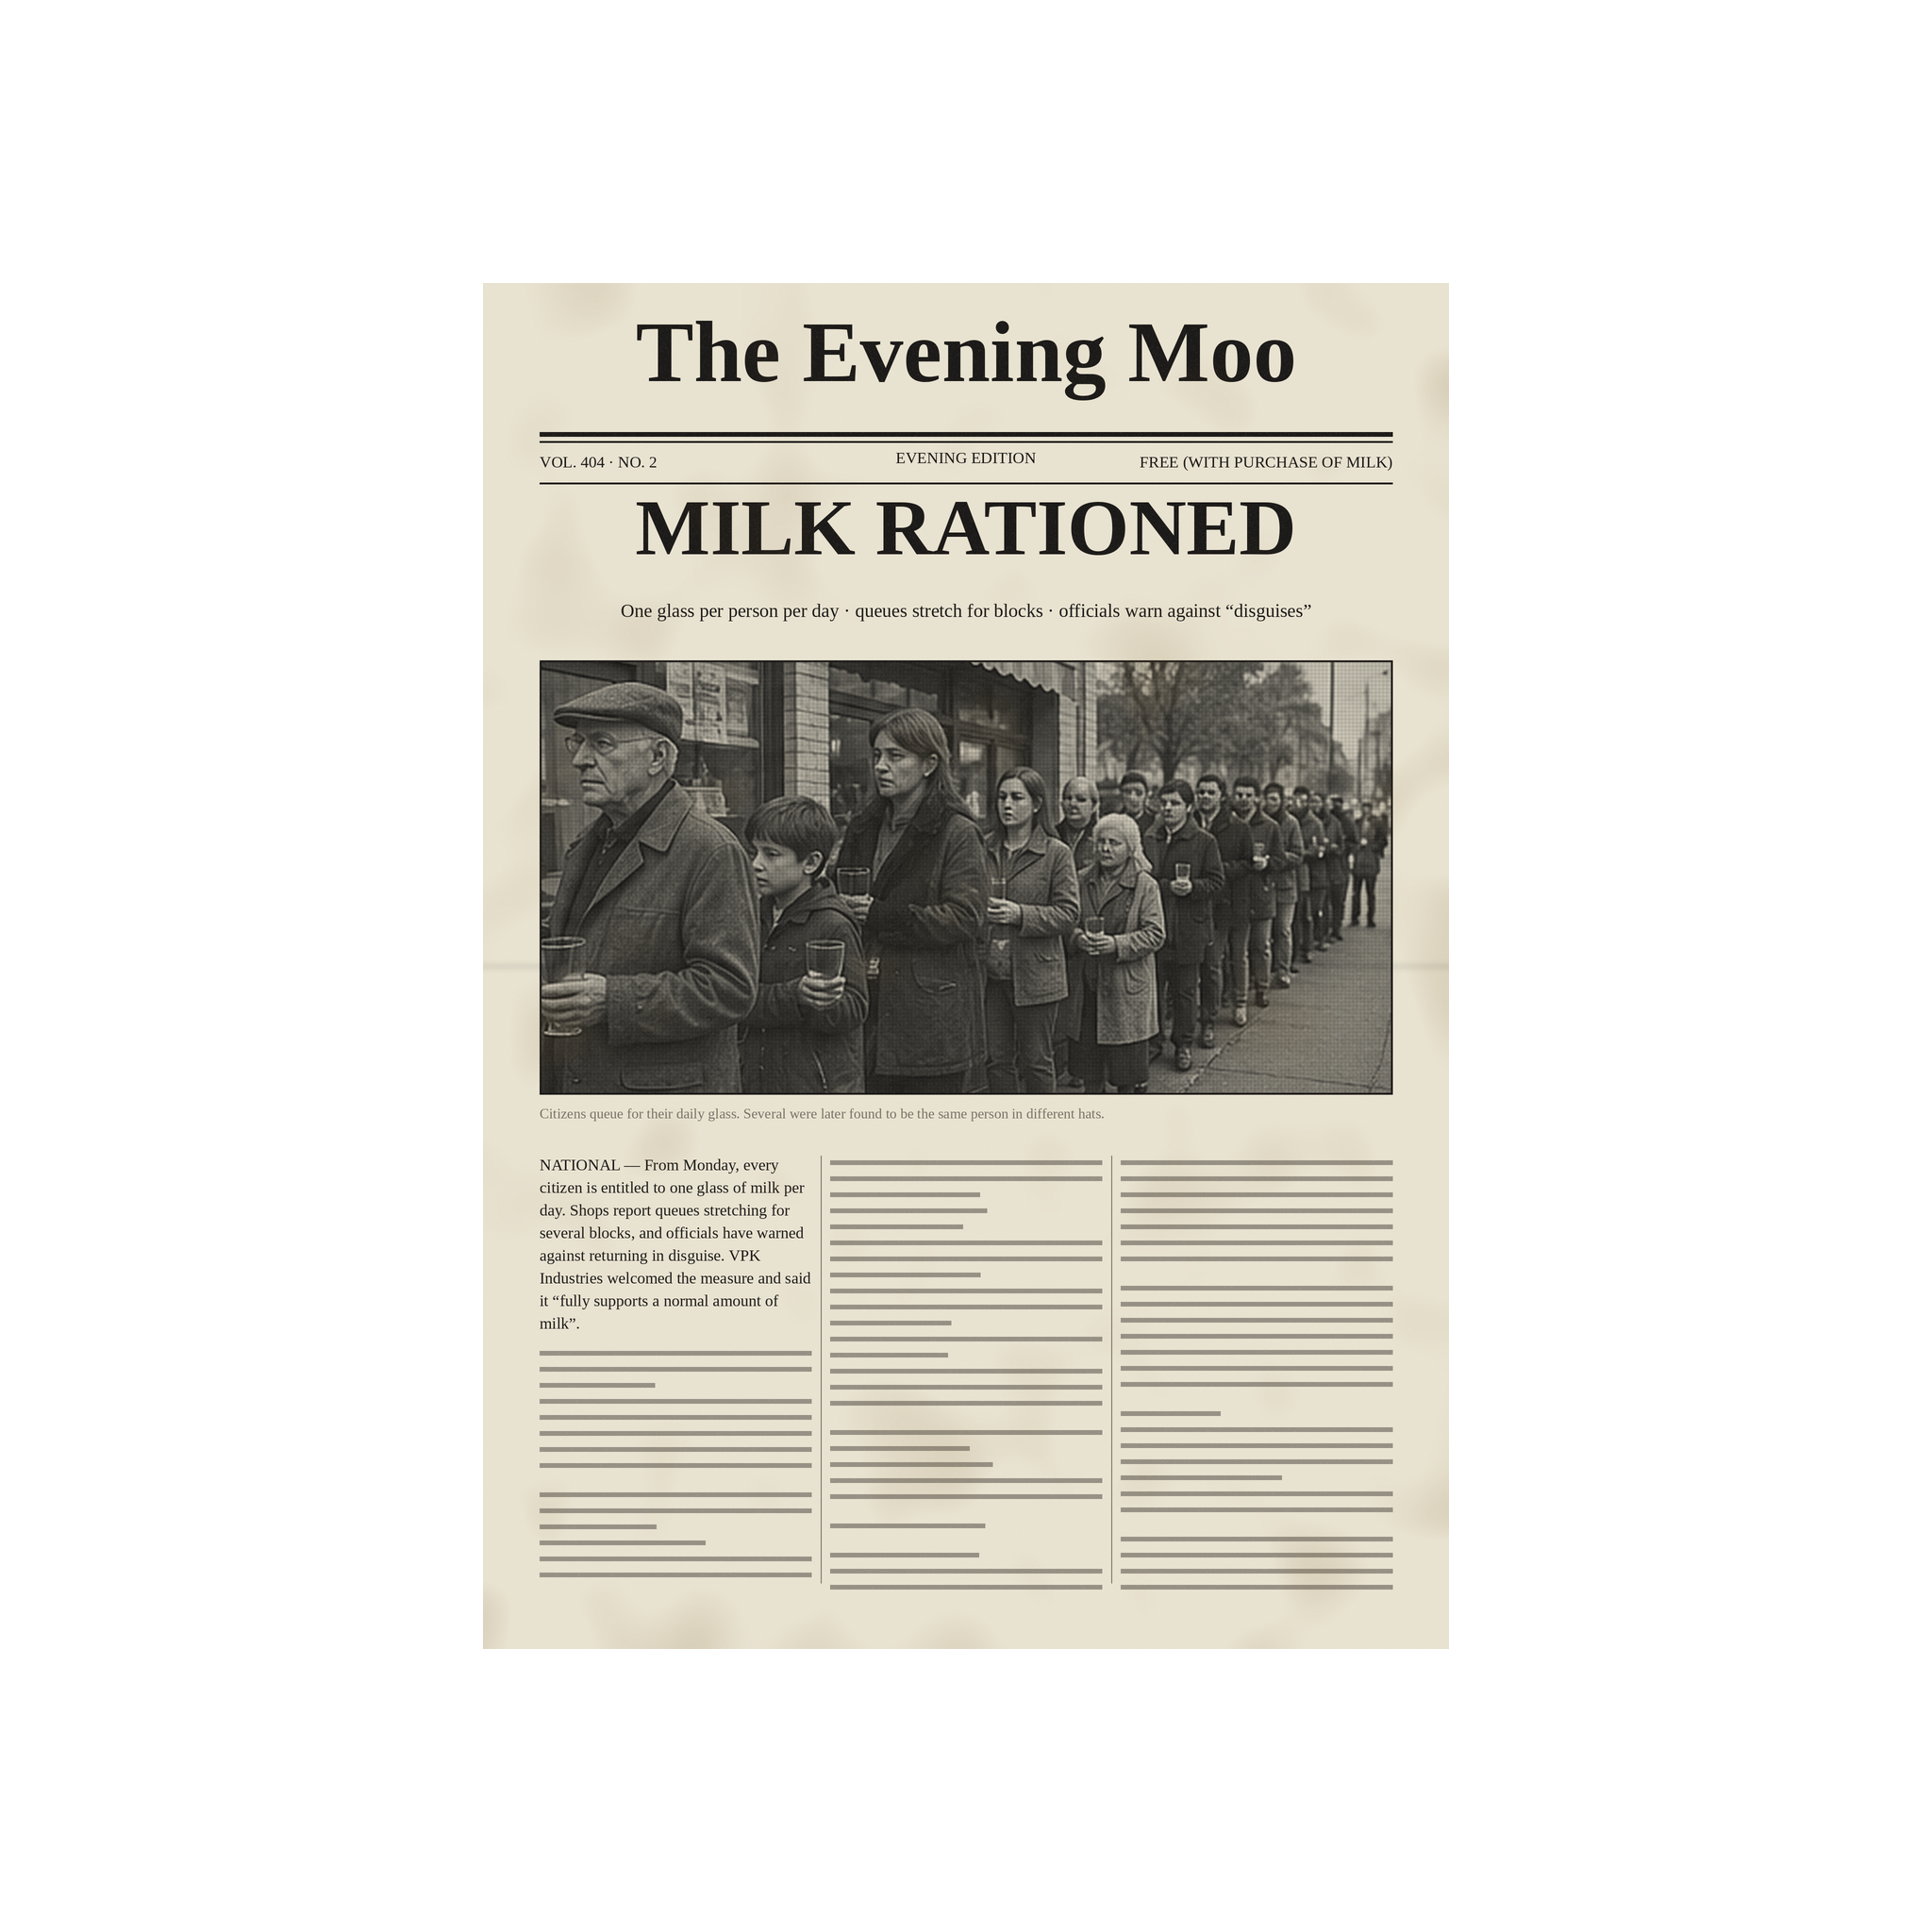 The Evening Moo
VOL. 404 · NO. 2
EVENING EDITION
FREE (WITH PURCHASE OF MILK)
MILK RATIONED
One glass per person per day · queues stretch for blocks · officials warn against “disguises”
Citizens queue for their daily glass. Several were later found to be the same person in different hats.
NATIONAL — From Monday, every
citizen is entitled to one glass of milk per
day. Shops report queues stretching for
several blocks, and officials have warned
against returning in disguise. VPK
Industries welcomed the measure and said
it “fully supports a normal amount of
milk”.